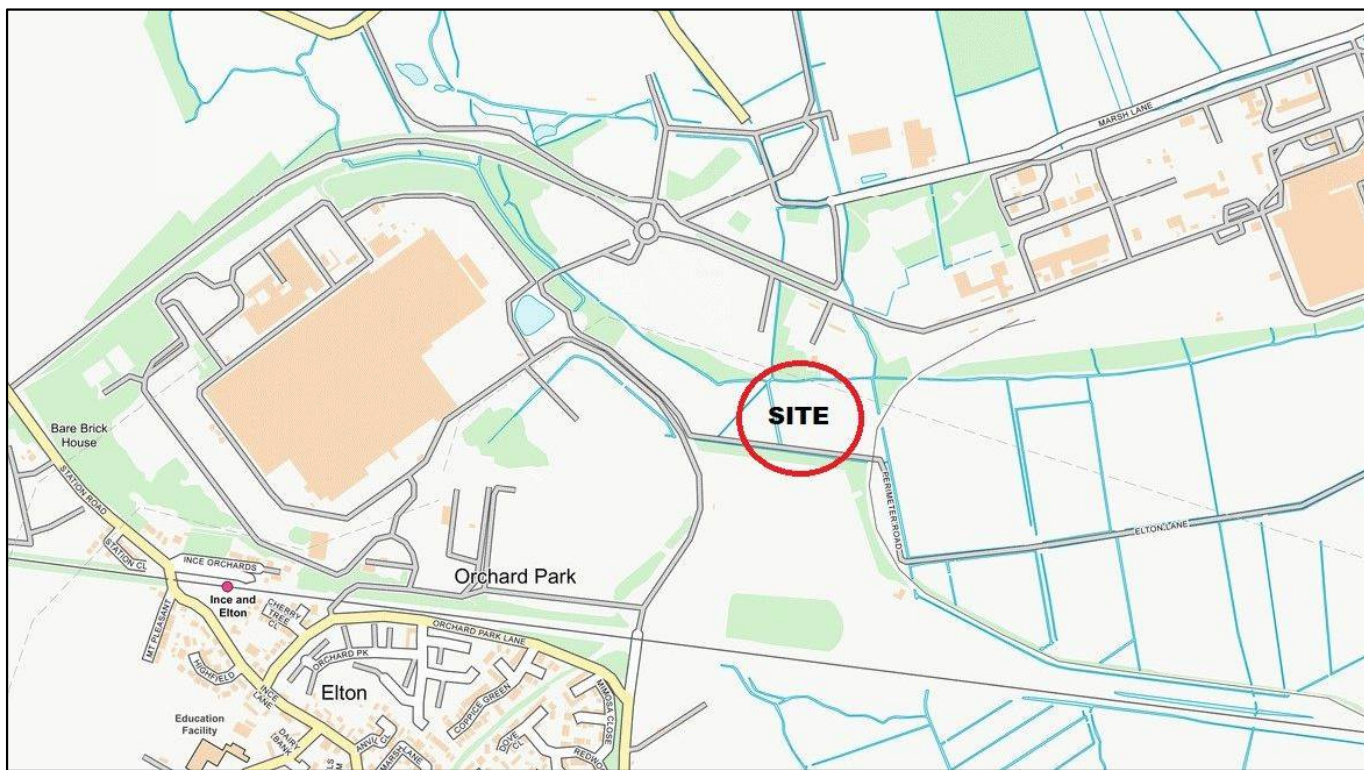 MARSH LANE
SITE
Bare Brick
House
STATION ROAD
PERIMETER ROAD
ELTON LANE
STATION CL
INCE ORCHARDS
Orchard Park
Ince and
Elton
CHERRY
TREE
CL
MT PLEASANT
ORCHARD PARK LANE
HIGHFIELD
ORCHARD PK
INCE
LANE
Elton
COPPICE GREEN
MIMOSA CLOSE
Education
Facility
DAIRY
BANK
ANVIL CL
MARSH
LANE
DOVE
CL
REDWO